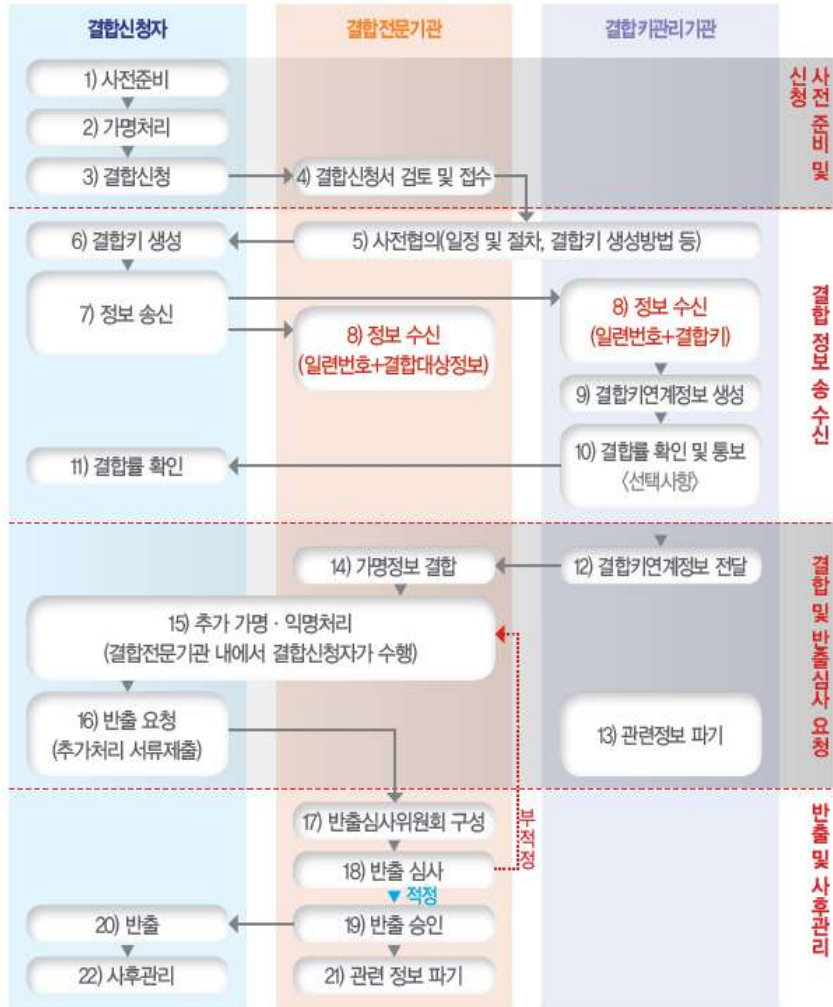 결합신청자
결합전문기관
결합키관리기관
1) 사전준비
2) 가명처리
3) 결합신청
4) 결합신청서 검토 및 접수
사전 준비 및
신청
5) 사전협의(일정 및 절차, 결합키 생성방법 등)
6) 결합키 생성
7) 정보 송신
8) 정보 수신
(일련번호+결합대상정보)
8) 정보 수신
(일련번호+결합키)
9) 결합키연계정보 생성
10) 결합률 확인 및 통보
〈선택사항〉
11) 결합률 확인
결합 정보 송 수신
12) 결합키연계정보 전달
14) 가명정보 결합
15) 추가 가명 · 익명처리
(결합전문기관 내에서 결합신청자가 수행)
16) 반출 요청
(추가처리 서류제출)
13) 관련정보 파기
결합 및 반출심사 요청
17) 반출심사위원회 구성
18) 반출 심사
부적정
적정
19) 반출 승인
20) 반출
21) 관련 정보 파기
22) 사후관리
반출 및 사후관리